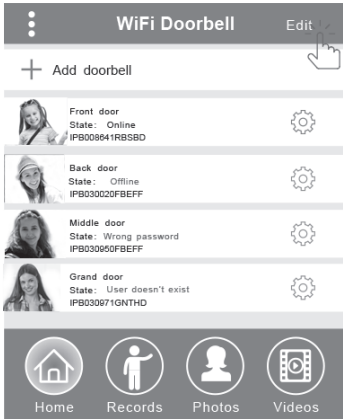 WiFi Doorbell Edit
Add doorbell
Front door
State: Online
IPB008641RBSBD
Back door
State: Offline
IPB030020FBEFF
Middle door
State: Wrong password
IPB030950FBEFF
Grand door
State: User doesn't exist
IPB030971GNTHD
Home Records Photos Videos